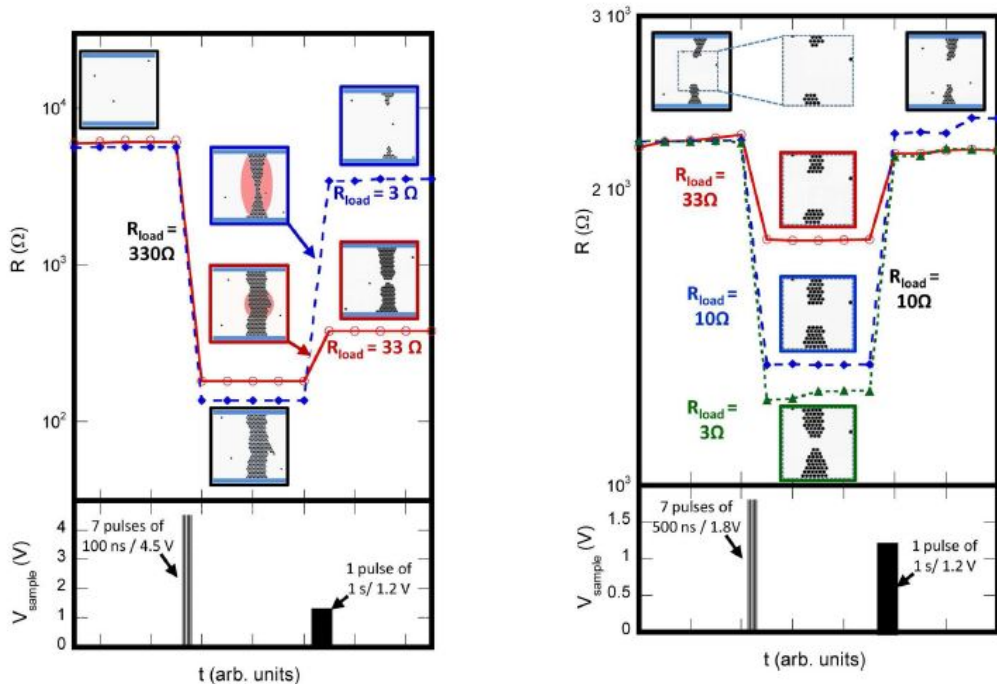 10⁴
10³
10²
R (Ω)
R_load =
330Ω
R_load = 3 Ω
R_load = 33 Ω
4
3
2
1
0
V_sample (V)
7 pulses of
100 ns / 4.5 V
1 pulse of
1 s/ 1.2 V
t (arb. units)
3 10³
2 10³
10³
R (Ω)
R_load =
33Ω
R_load =
10Ω
R_load =
10Ω
R_load =
3Ω
1.5
1
0.5
0
V_sample (V)
7 pulses of
500 ns / 1.8V
1 pulse of
1 s/ 1.2 V
t (arb. units)